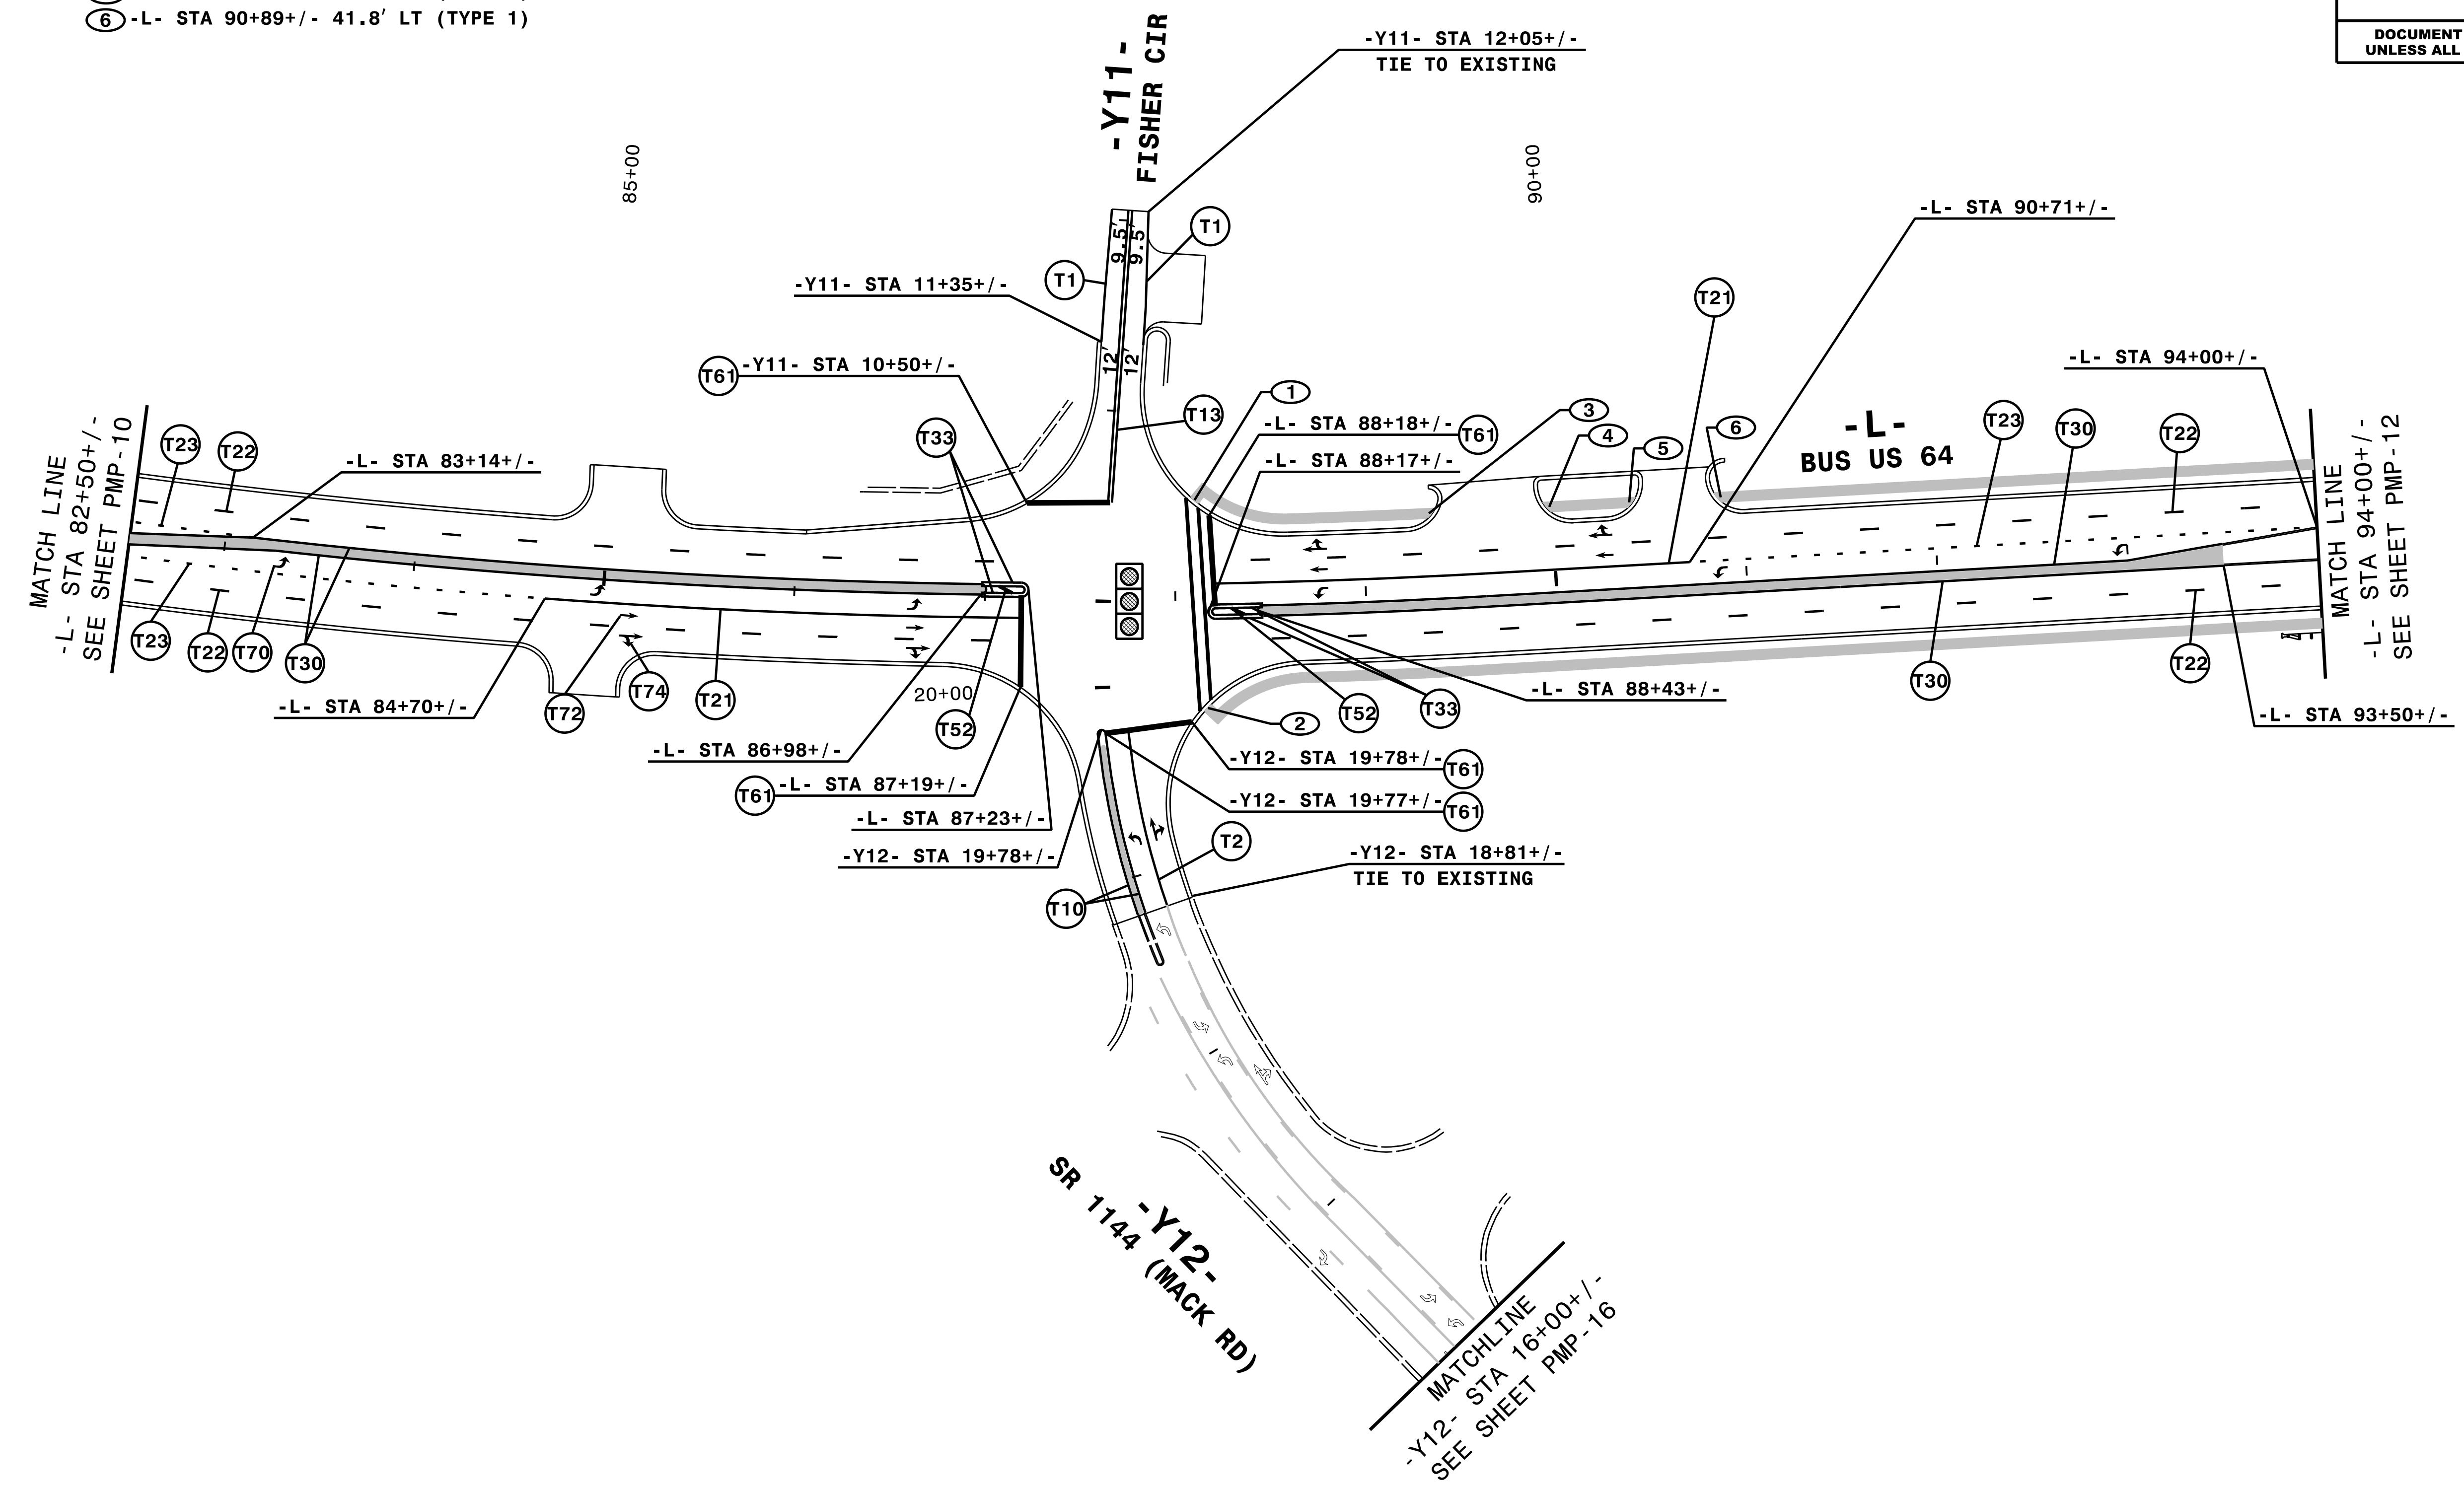 6 -L- STA 90+89+/- 41.8' LT (TYPE 1)
DOCUMENT
UNLESS ALL
-Y11-
FISHER CIR
-Y11- STA 12+05+/-
TIE TO EXISTING
85+00
90+00
-L- STA 90+71+/-
T1
9.5'
9.5'
T1
-Y11- STA 11+35+/-
T21
12'
12'
-L- STA 94+00+/-
T61 -Y11- STA 10+50+/-
1
T13
3
-L- STA 88+18+/- T61
4
5
6
-L- STA 88+17+/-
-L-
BUS US 64
T23
T30
T22
MATCH LINE
-L- STA 82+50+/-
SEE SHEET PMP-10
T23
T22
-L- STA 83+14+/-
T33
MATCH LINE
-L- STA 94+00+/-
SEE SHEET PMP-12
T23
T22
T70
T30
-L- STA 84+70+/-
T72
T74
T21
20+00
T52
2
T52
T33
-L- STA 88+43+/-
T30
T22
-L- STA 93+50+/-
-L- STA 86+98+/-
T61 -L- STA 87+19+/-
-L- STA 87+23+/-
-Y12- STA 19+78+/-
-Y12- STA 19+78+/- T61
-Y12- STA 19+77+/- T61
T2
-Y12- STA 18+81+/-
TIE TO EXISTING
T10
-Y12-
SR 1144 (MACK RD)
MATCHLINE
-Y12- STA 16+00+/-
SEE SHEET PMP-16